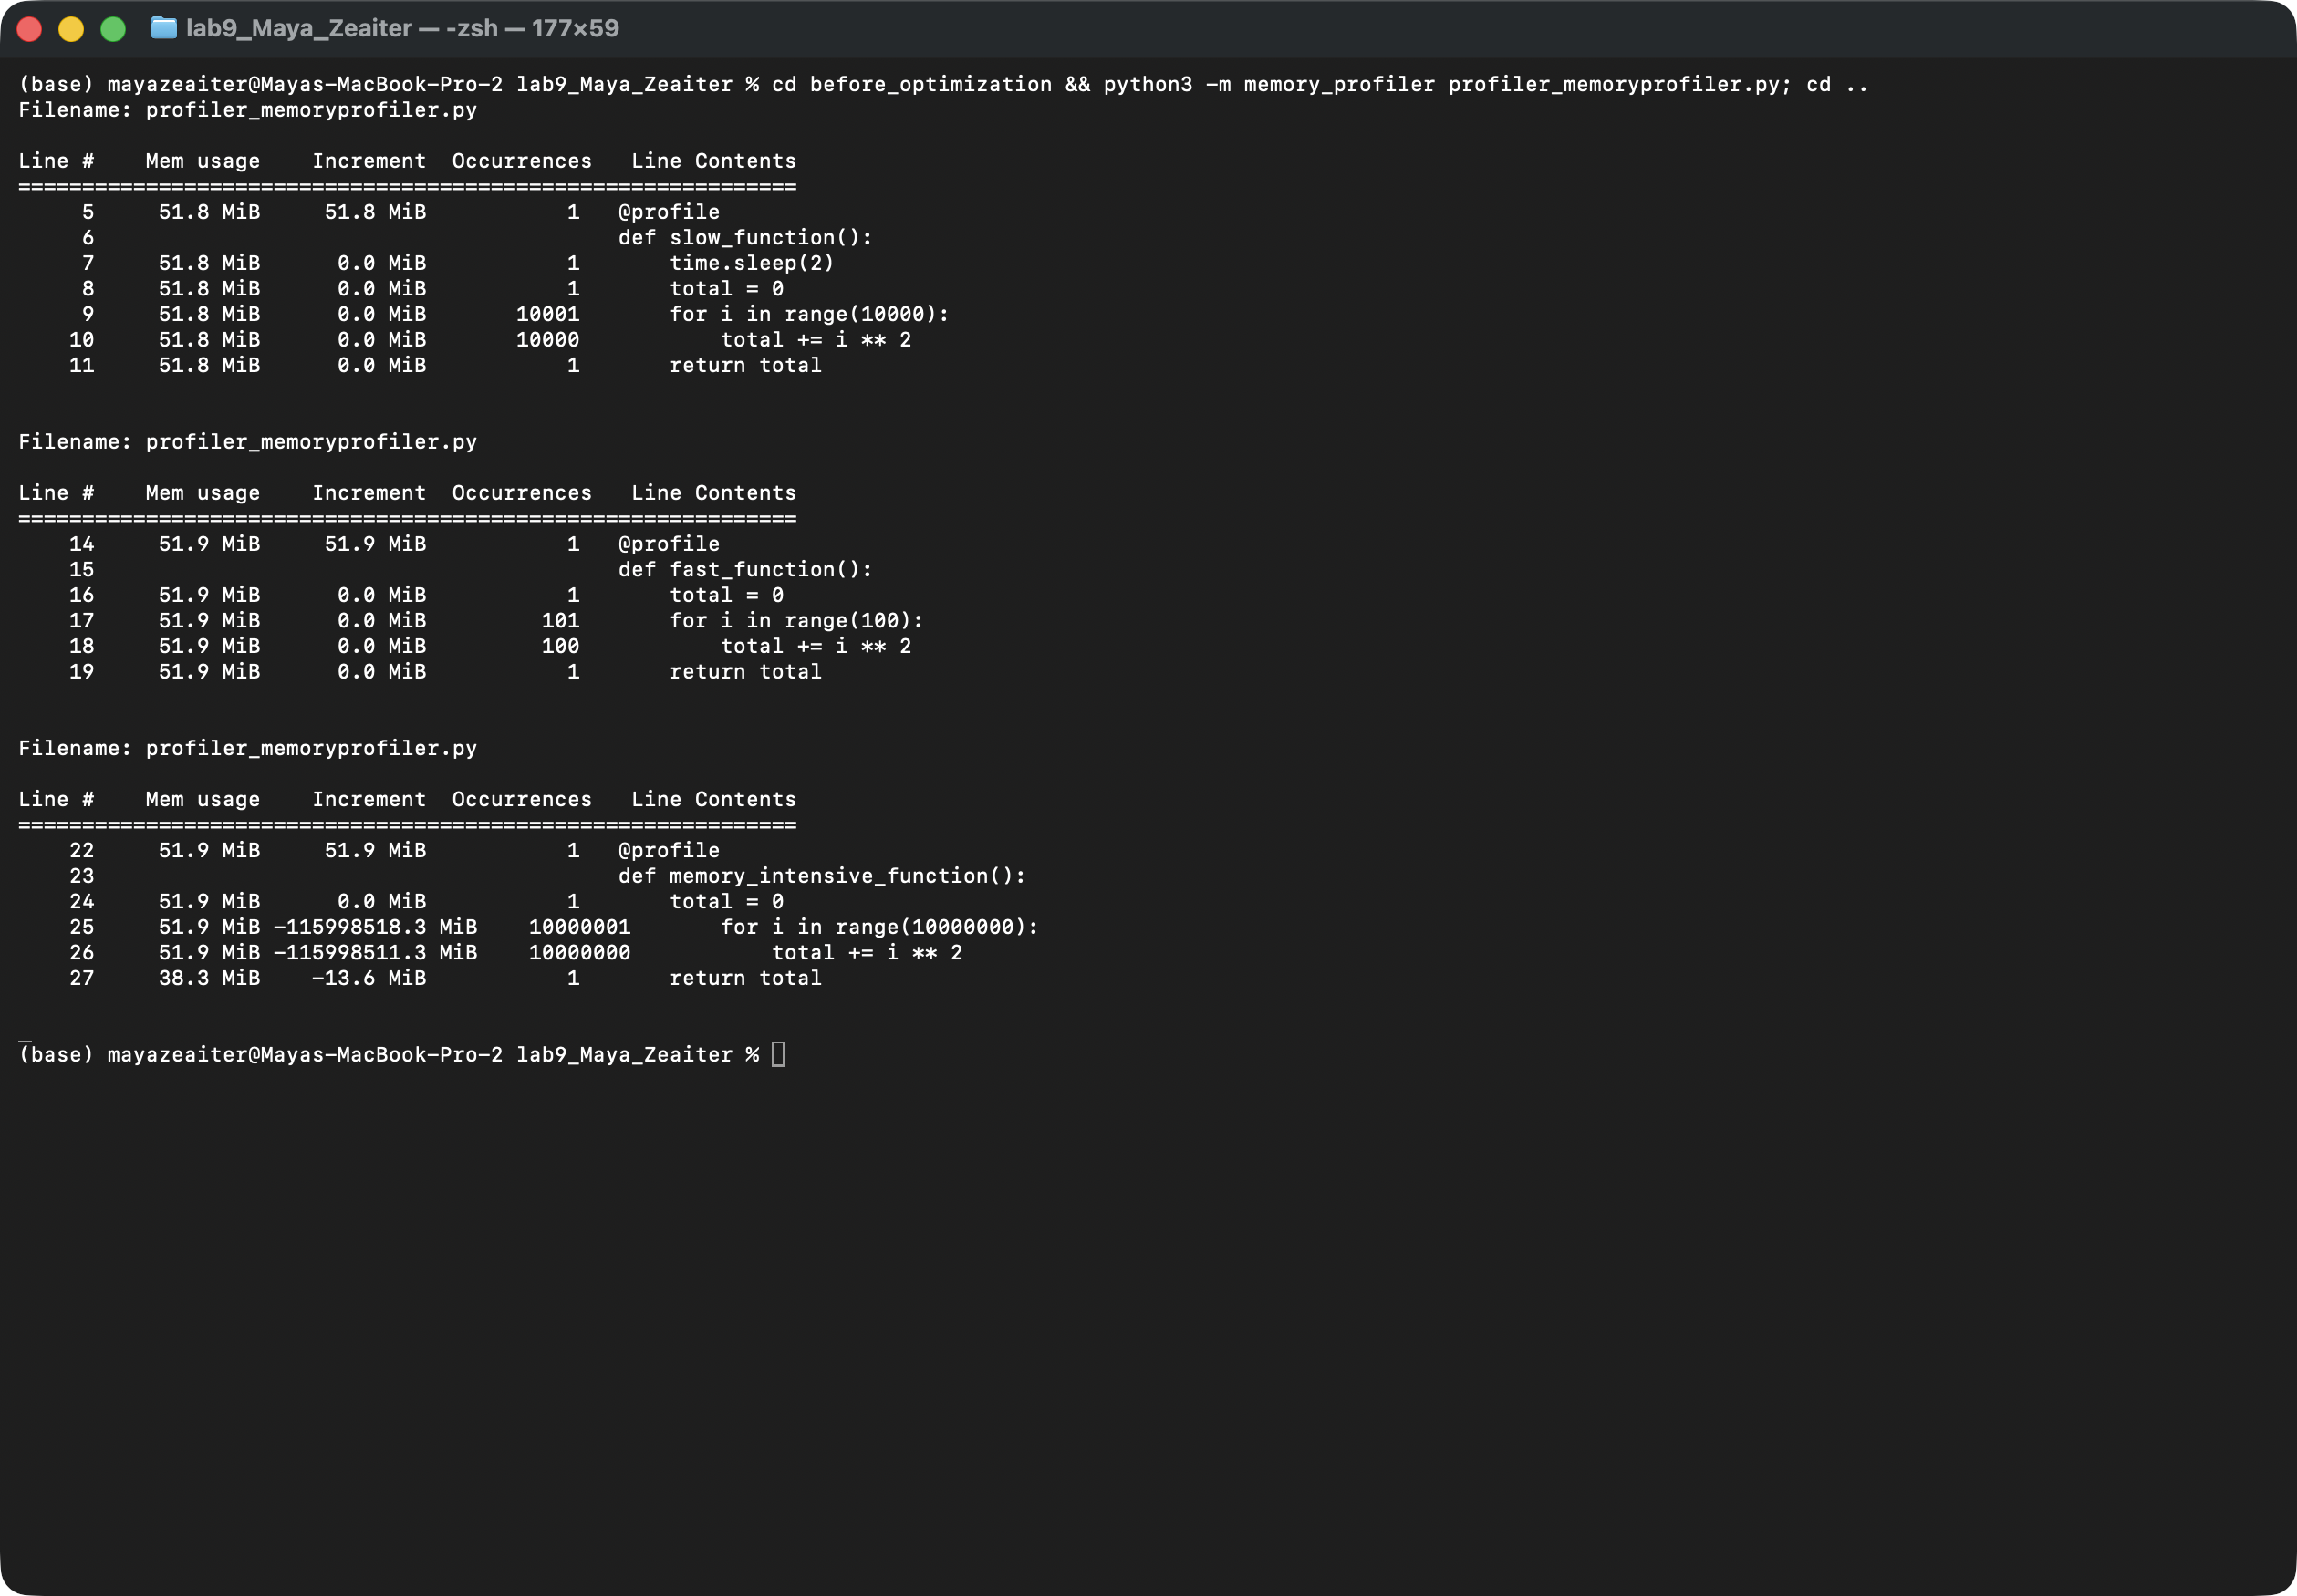 lab9_Maya_Zeaiter — -zsh — 177×59
(base) mayazeaiter@Mayas-MacBook-Pro-2 lab9_Maya_Zeaiter % cd before_optimization && python3 -m memory_profiler profiler_memoryprofiler.py; cd ..
Filename: profiler_memoryprofiler.py

Line #    Mem usage    Increment  Occurrences   Line Contents
=============================================================
     5     51.8 MiB     51.8 MiB           1   @profile
     6                                         def slow_function():
     7     51.8 MiB      0.0 MiB           1       time.sleep(2)
     8     51.8 MiB      0.0 MiB           1       total = 0
     9     51.8 MiB      0.0 MiB       10001       for i in range(10000):
    10     51.8 MiB      0.0 MiB       10000           total += i ** 2
    11     51.8 MiB      0.0 MiB           1       return total

Filename: profiler_memoryprofiler.py

Line #    Mem usage    Increment  Occurrences   Line Contents
=============================================================
    14     51.9 MiB     51.9 MiB           1   @profile
    15                                         def fast_function():
    16     51.9 MiB      0.0 MiB           1       total = 0
    17     51.9 MiB      0.0 MiB         101       for i in range(100):
    18     51.9 MiB      0.0 MiB         100           total += i ** 2
    19     51.9 MiB      0.0 MiB           1       return total

Filename: profiler_memoryprofiler.py

Line #    Mem usage    Increment  Occurrences   Line Contents
=============================================================
    22     51.9 MiB     51.9 MiB           1   @profile
    23                                         def memory_intensive_function():
    24     51.9 MiB      0.0 MiB           1       total = 0
    25     51.9 MiB -115998518.3 MiB    10000001       for i in range(10000000):
    26     51.9 MiB -115998511.3 MiB    10000000           total += i ** 2
    27     38.3 MiB    -13.6 MiB           1       return total

(base) mayazeaiter@Mayas-MacBook-Pro-2 lab9_Maya_Zeaiter %